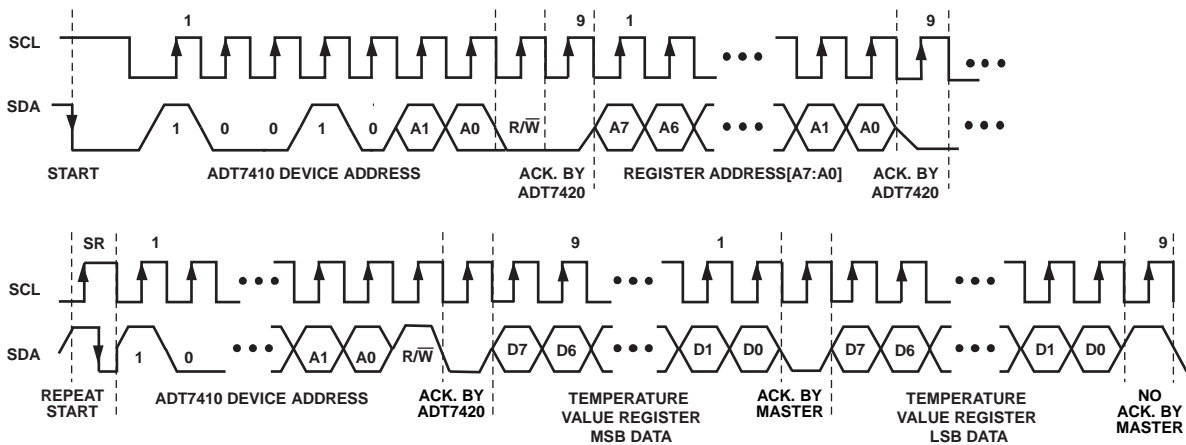 1 9 1 9
SCL
SDA
1 0 0 1 0 A1 A0 R/W̅ A7 A6 A1 A0
START ADT7410 DEVICE ADDRESS ACK. BY REGISTER ADDRESS[A7:A0] ACK. BY
ADT7420 ADT7420
SR 1 9 1 9
SCL
SDA
1 0 A1 A0 R/W̅ D7 D6 D1 D0 D7 D6 D1 D0
REPEAT
START
ADT7410 DEVICE ADDRESS
ACK. BY
ADT7420
TEMPERATURE
VALUE REGISTER
MSB DATA
ACK. BY
MASTER
TEMPERATURE
VALUE REGISTER
LSB DATA
NO
ACK. BY
MASTER